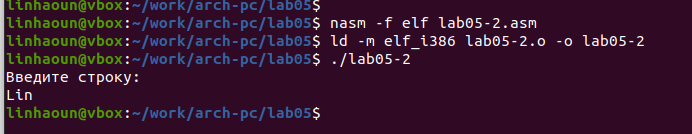 linhaoun@vbox:~/work/arch-pc/lab05$
linhaoun@vbox:~/work/arch-pc/lab05$ nasm -f elf lab05-2.asm
linhaoun@vbox:~/work/arch-pc/lab05$ ld -m elf_i386 lab05-2.o -o lab05-2
linhaoun@vbox:~/work/arch-pc/lab05$ ./lab05-2
Введите строку:
Lin
linhaoun@vbox:~/work/arch-pc/lab05$